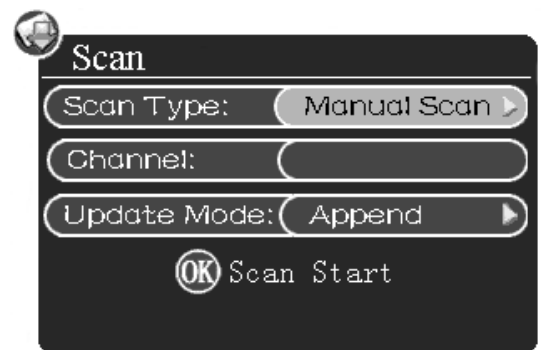 Scan
Scan Type: Manual Scan
Channel:
Update Mode: Append
OK Scan Start